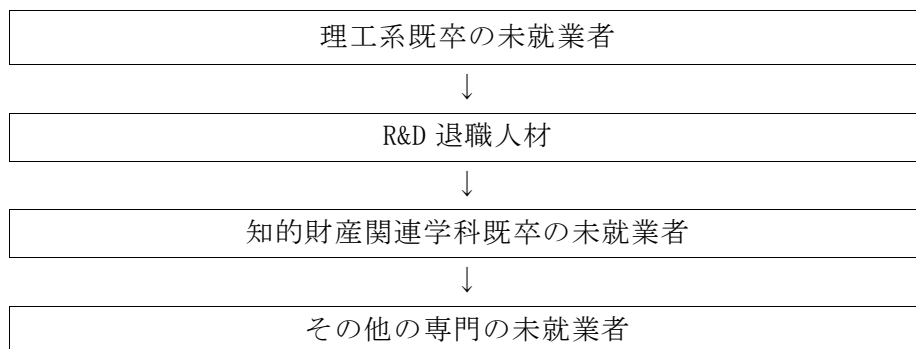 理工系既卒の未就業者
↓
R&D 退職人材
↓
知的財産関連学科既卒の未就業者
↓
その他の専門の未就業者